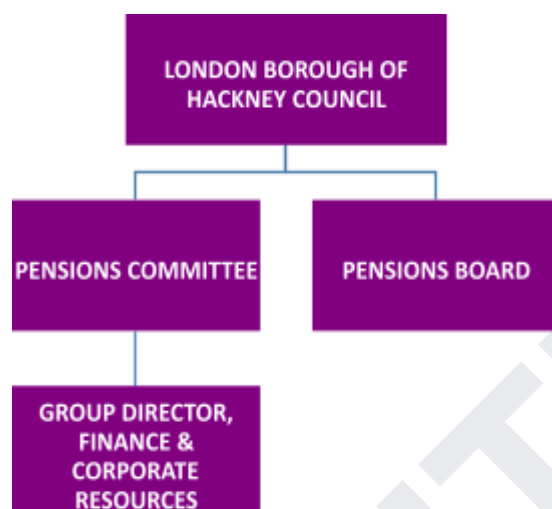 LONDON BOROUGH OF
HACKNEY COUNCIL
PENSIONS COMMITTEE
PENSIONS BOARD
GROUP DIRECTOR,
FINANCE &
CORPORATE
RESOURCES